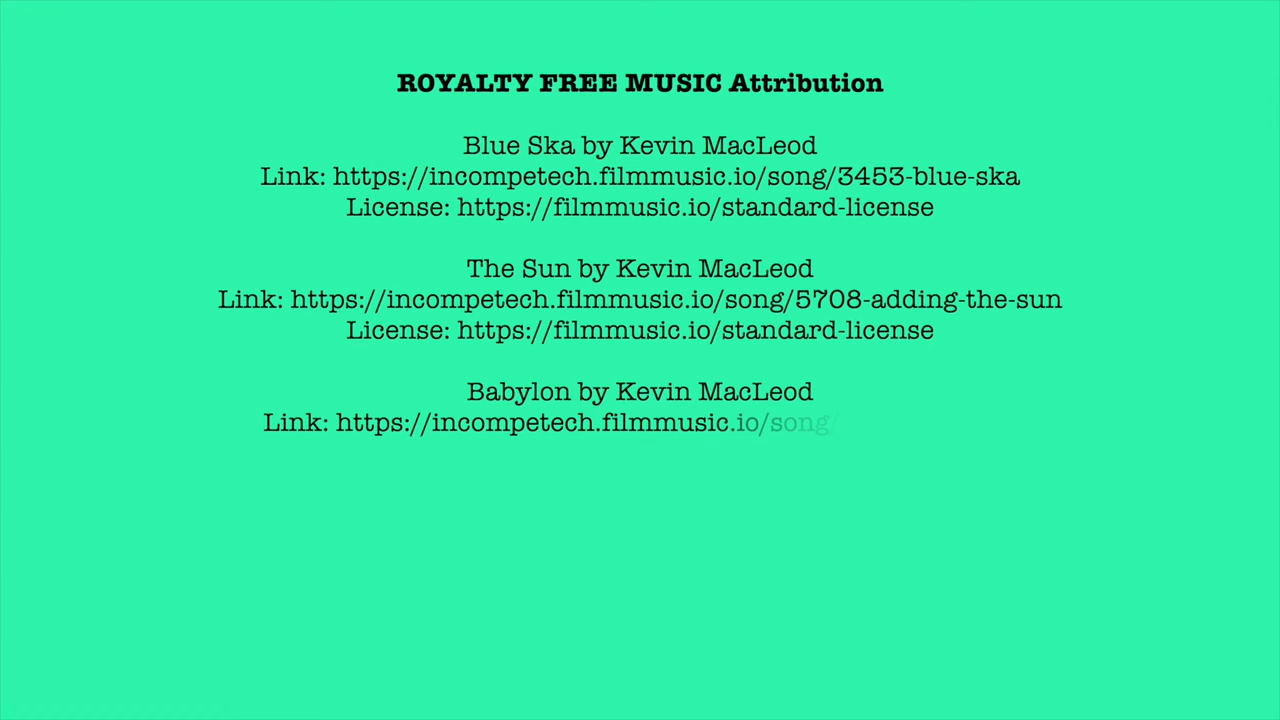 ROYALTY FREE MUSIC Attribution
Blue Ska by Kevin MacLeod
Link: https://incompetech.filmmusic.io/song/3453-blue-ska
License: https://filmmusic.io/standard-license
The Sun by Kevin MacLeod
Link: https://incompetech.filmmusic.io/song/5708-adding-the-sun
License: https://filmmusic.io/standard-license
Babylon by Kevin MacLeod
Link: https://incompetech.filmmusic.io/song/